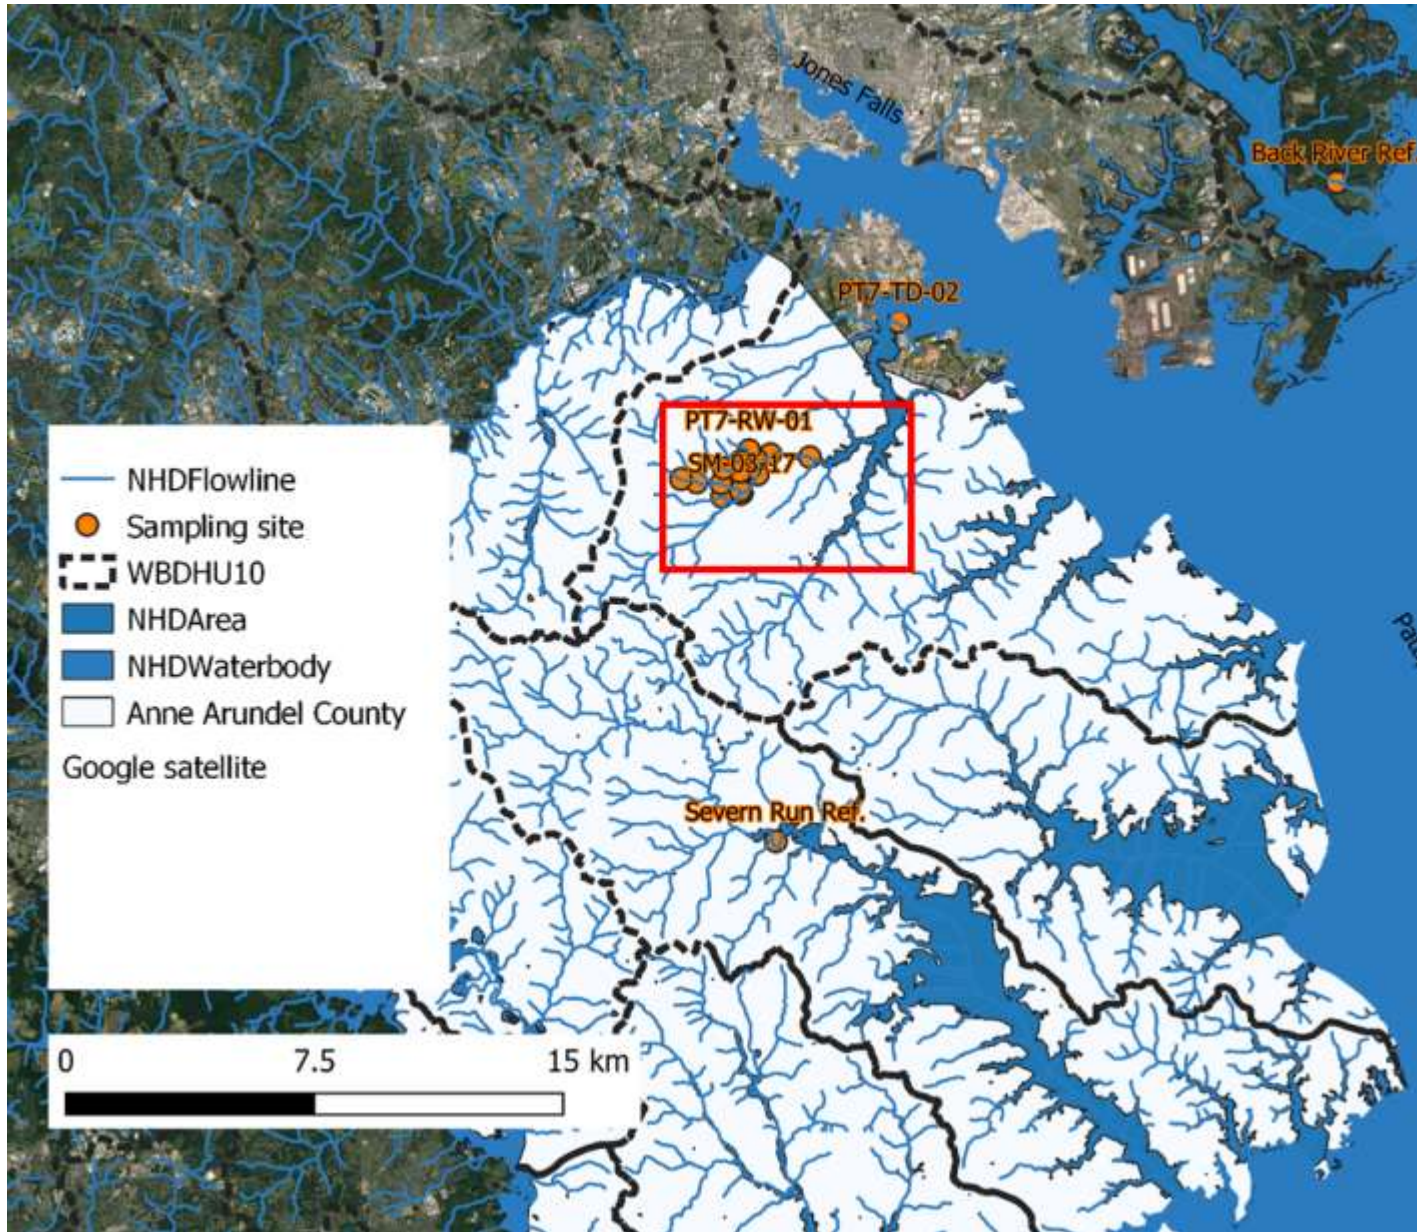 Jones Falls
Back River Ref
PT7-TD-02
PT7-RW-01
SM-03-17
NHDFlowline
Sampling site
WBDHU10
NHDArea
NHDWaterbody
Anne Arundel County
Google satellite
Severn Run Ref.
0 7.5 15 km